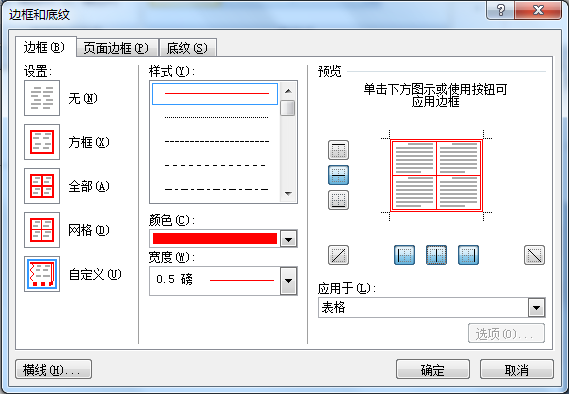 边框和底纹
边框(B)
页面边框(P)
底纹(S)
设置:
无(N)
方框(X)
全部(A)
网格(D)
自定义(U)
样式(Y):
颜色(C):
宽度(W):
0.5 磅
预览
单击下方图示或使用按钮可
应用边框
应用于(L):
表格
选项(O)...
横线(H)...
确定
取消